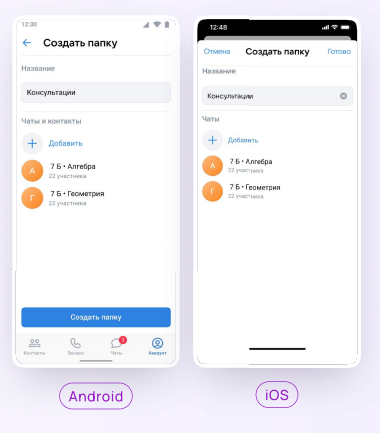 12:30
Создать папку
Название
Консультации
Чаты и контакты
Добавить
А
7 Б • Алгебра
22 участника
Г
7 Б • Геометрия
22 участника
Создать папку
Контакты
Звонки
Чаты
Аккаунт
Android
12:48
Отмена
Создать папку
Готово
Название
Консультации
Чаты
Добавить
А
7 Б • Алгебра
22 участника
Г
7 Б • Геометрия
22 участника
iOS